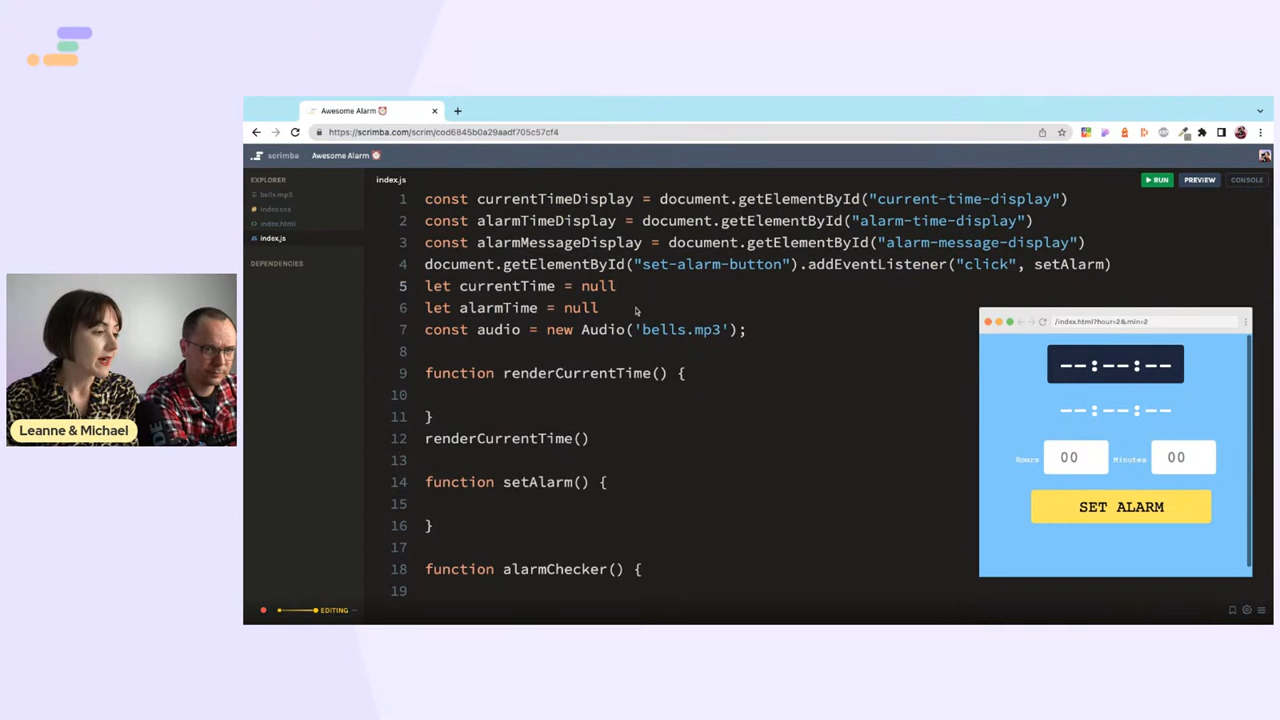 Awesome Alarm ⏰
https://scrimba.com/scrim/cod6845b0a29aadf705c57cf4
scrimba
Awesome Alarm ⏰
EXPLORER
bells.mp3
index.css
index.html
index.js
DEPENDENCIES
index.js
RUN
PREVIEW
CONSOLE
1 const currentTimeDisplay = document.getElementById("current-time-display")
2 const alarmTimeDisplay = document.getElementById("alarm-time-display")
3 const alarmMessageDisplay = document.getElementById("alarm-message-display")
4 document.getElementById("set-alarm-button").addEventListener("click", setAlarm)
5 let currentTime = null
6 let alarmTime = null
7 const audio = new Audio('bells.mp3');
8
9 function renderCurrentTime() {
10
11 }
12 renderCurrentTime()
13
14 function setAlarm() {
15
16 }
17
18 function alarmChecker() {
19
/index.html?hour=2&min=2
--:--:--
--:--:--
Hours 00 Minutes 00
SET ALARM
EDITING
Leanne & Michael